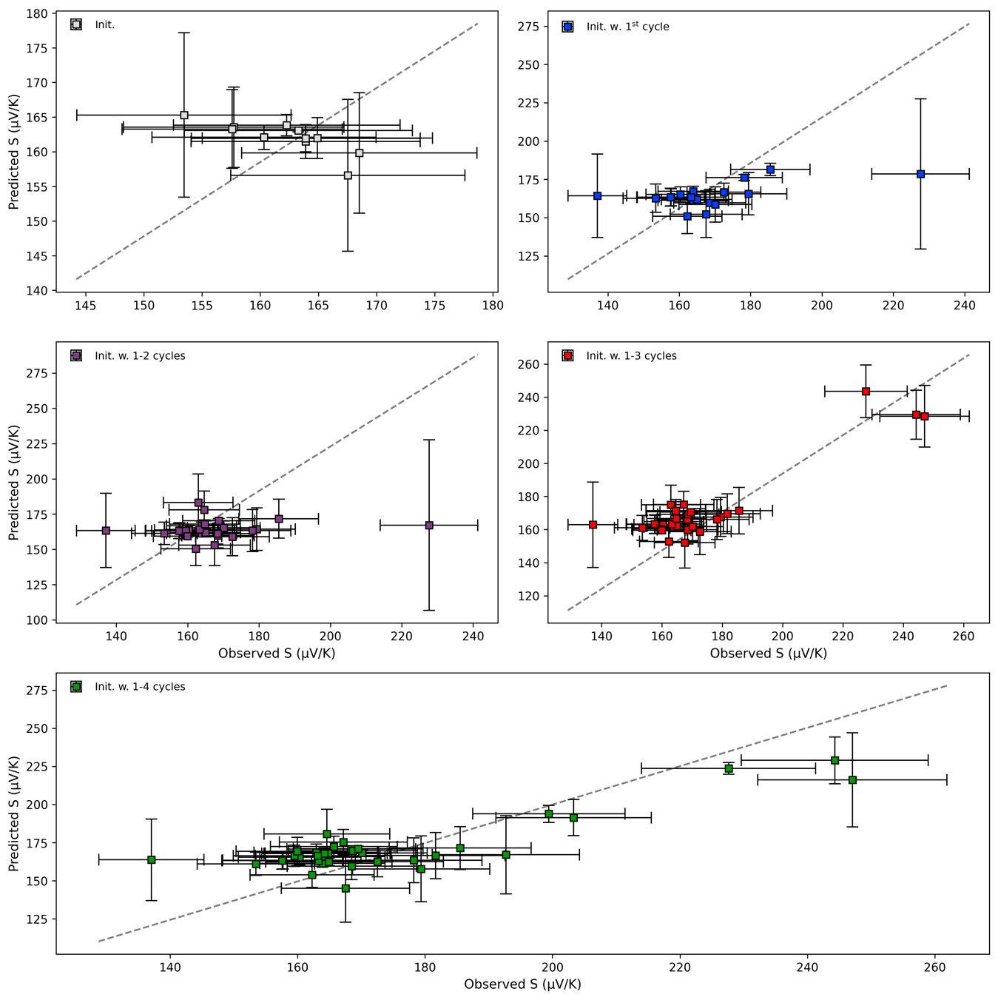 Init.
Predicted S (μV/K)
180
175
170
165
160
155
150
145
140
145 150 155 160 165 170 175 180
Init. w. 1st cycle
275
250
225
200
175
150
125
140 160 180 200 220 240
Init. w. 1-2 cycles
Predicted S (μV/K)
275
250
225
200
175
150
125
100
140 160 180 200 220 240
Observed S (μV/K)
Init. w. 1-3 cycles
260
240
220
200
180
160
140
120
140 160 180 200 220 240 260
Observed S (μV/K)
Init. w. 1-4 cycles
Predicted S (μV/K)
275
250
225
200
175
150
125
140 160 180 200 220 240 260
Observed S (μV/K)